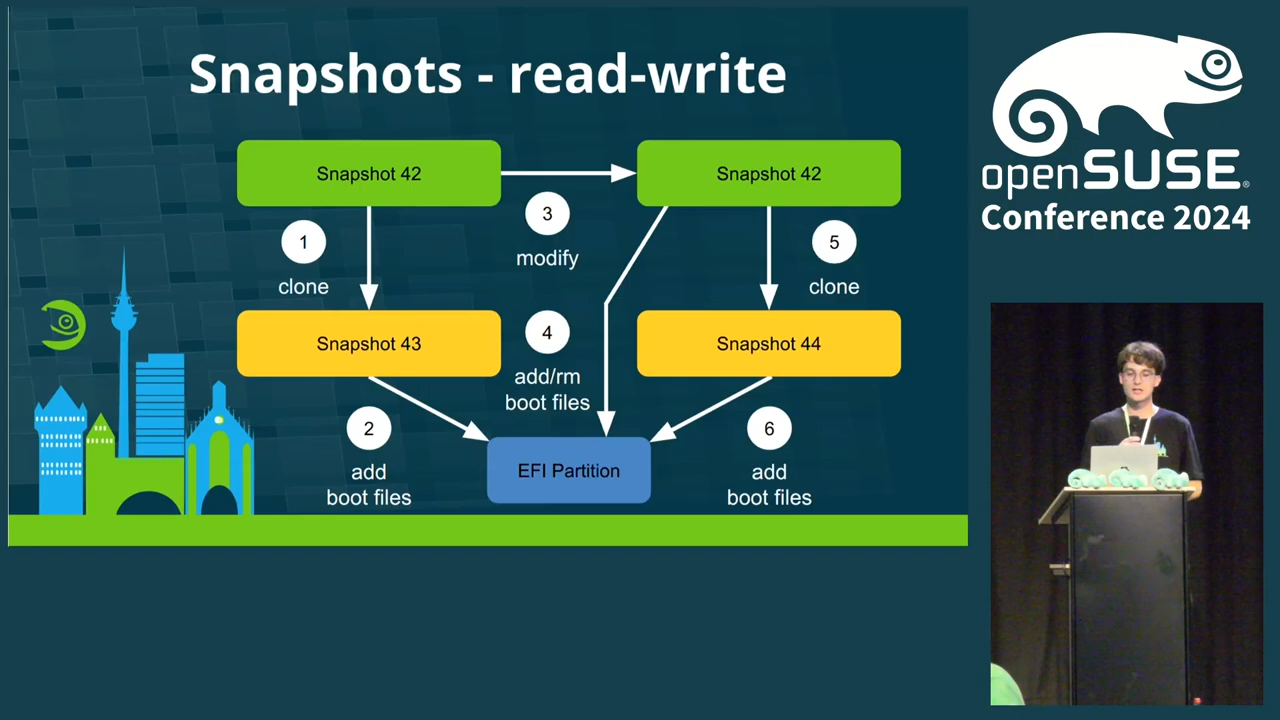 Snapshots - read-write
Snapshot 42
Snapshot 42
1
clone
3
modify
5
clone
Snapshot 43
4
add/rm
boot files
Snapshot 44
2
add
boot files
EFI Partition
6
add
boot files
openSUSE®
Conference 2024